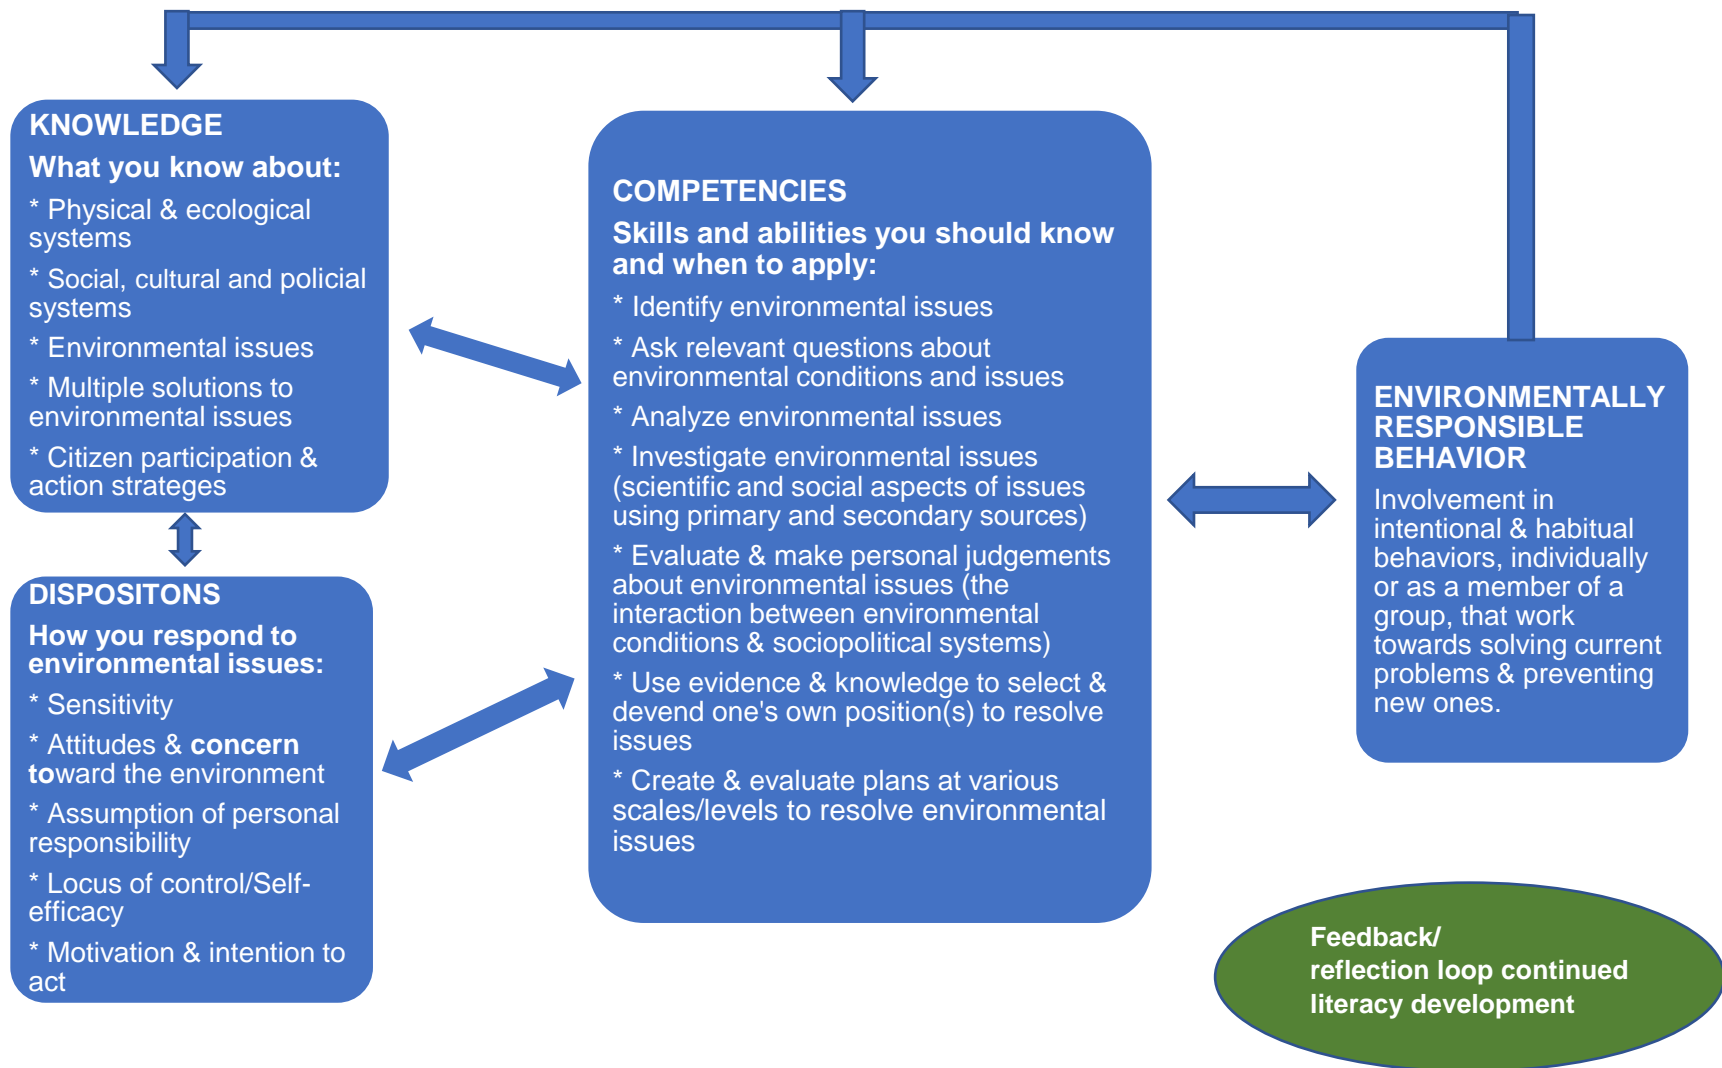 KNOWLEDGE
What you know about:
* Physical & ecological
systems
* Social, cultural and policial
systems
* Environmental issues
* Multiple solutions to
environmental issues
* Citizen participation &
action strateges
DISPOSITONS
How you respond to
environmental issues:
* Sensitivity
* Attitudes & concern
toward the environment
* Assumption of personal
responsibility
* Locus of control/Self-
efficacy
* Motivation & intention to
act
COMPETENCIES
Skills and abilities you should know
and when to apply:
* Identify environmental issues
* Ask relevant questions about
environmental conditions and issues
* Analyze environmental issues
* Investigate environmental issues
(scientific and social aspects of issues
using primary and secondary sources)
* Evaluate & make personal judgements
about environmental issues (the
interaction between environmental
conditions & sociopolitical systems)
* Use evidence & knowledge to select &
devend one's own position(s) to resolve
issues
* Create & evaluate plans at various
scales/levels to resolve environmental
issues
ENVIRONMENTALLY
RESPONSIBLE
BEHAVIOR
Involvement in
intentional & habitual
behaviors, individually
or as a member of a
group, that work
towards solving current
problems & preventing
new ones.
Feedback/
reflection loop continued
literacy development